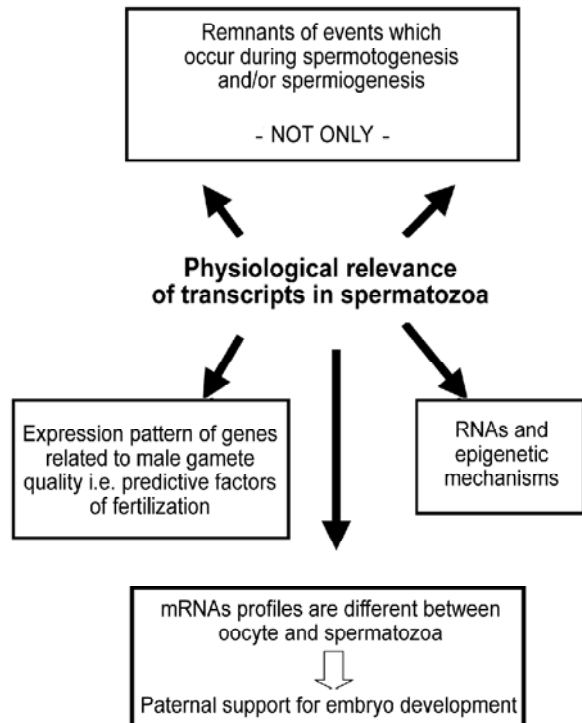 Remnants of events which
occur during spermotogenesis
and/or spermiogenesis
- NOT ONLY -
Physiological relevance
of transcripts in spermatozoa
Expression pattern of genes
related to male gamete
quality i.e. predictive factors
of fertilization
RNAs and
epigenetic
mechanisms
mRNAs profiles are different between
oocyte and spermatozoa
Paternal support for embryo development